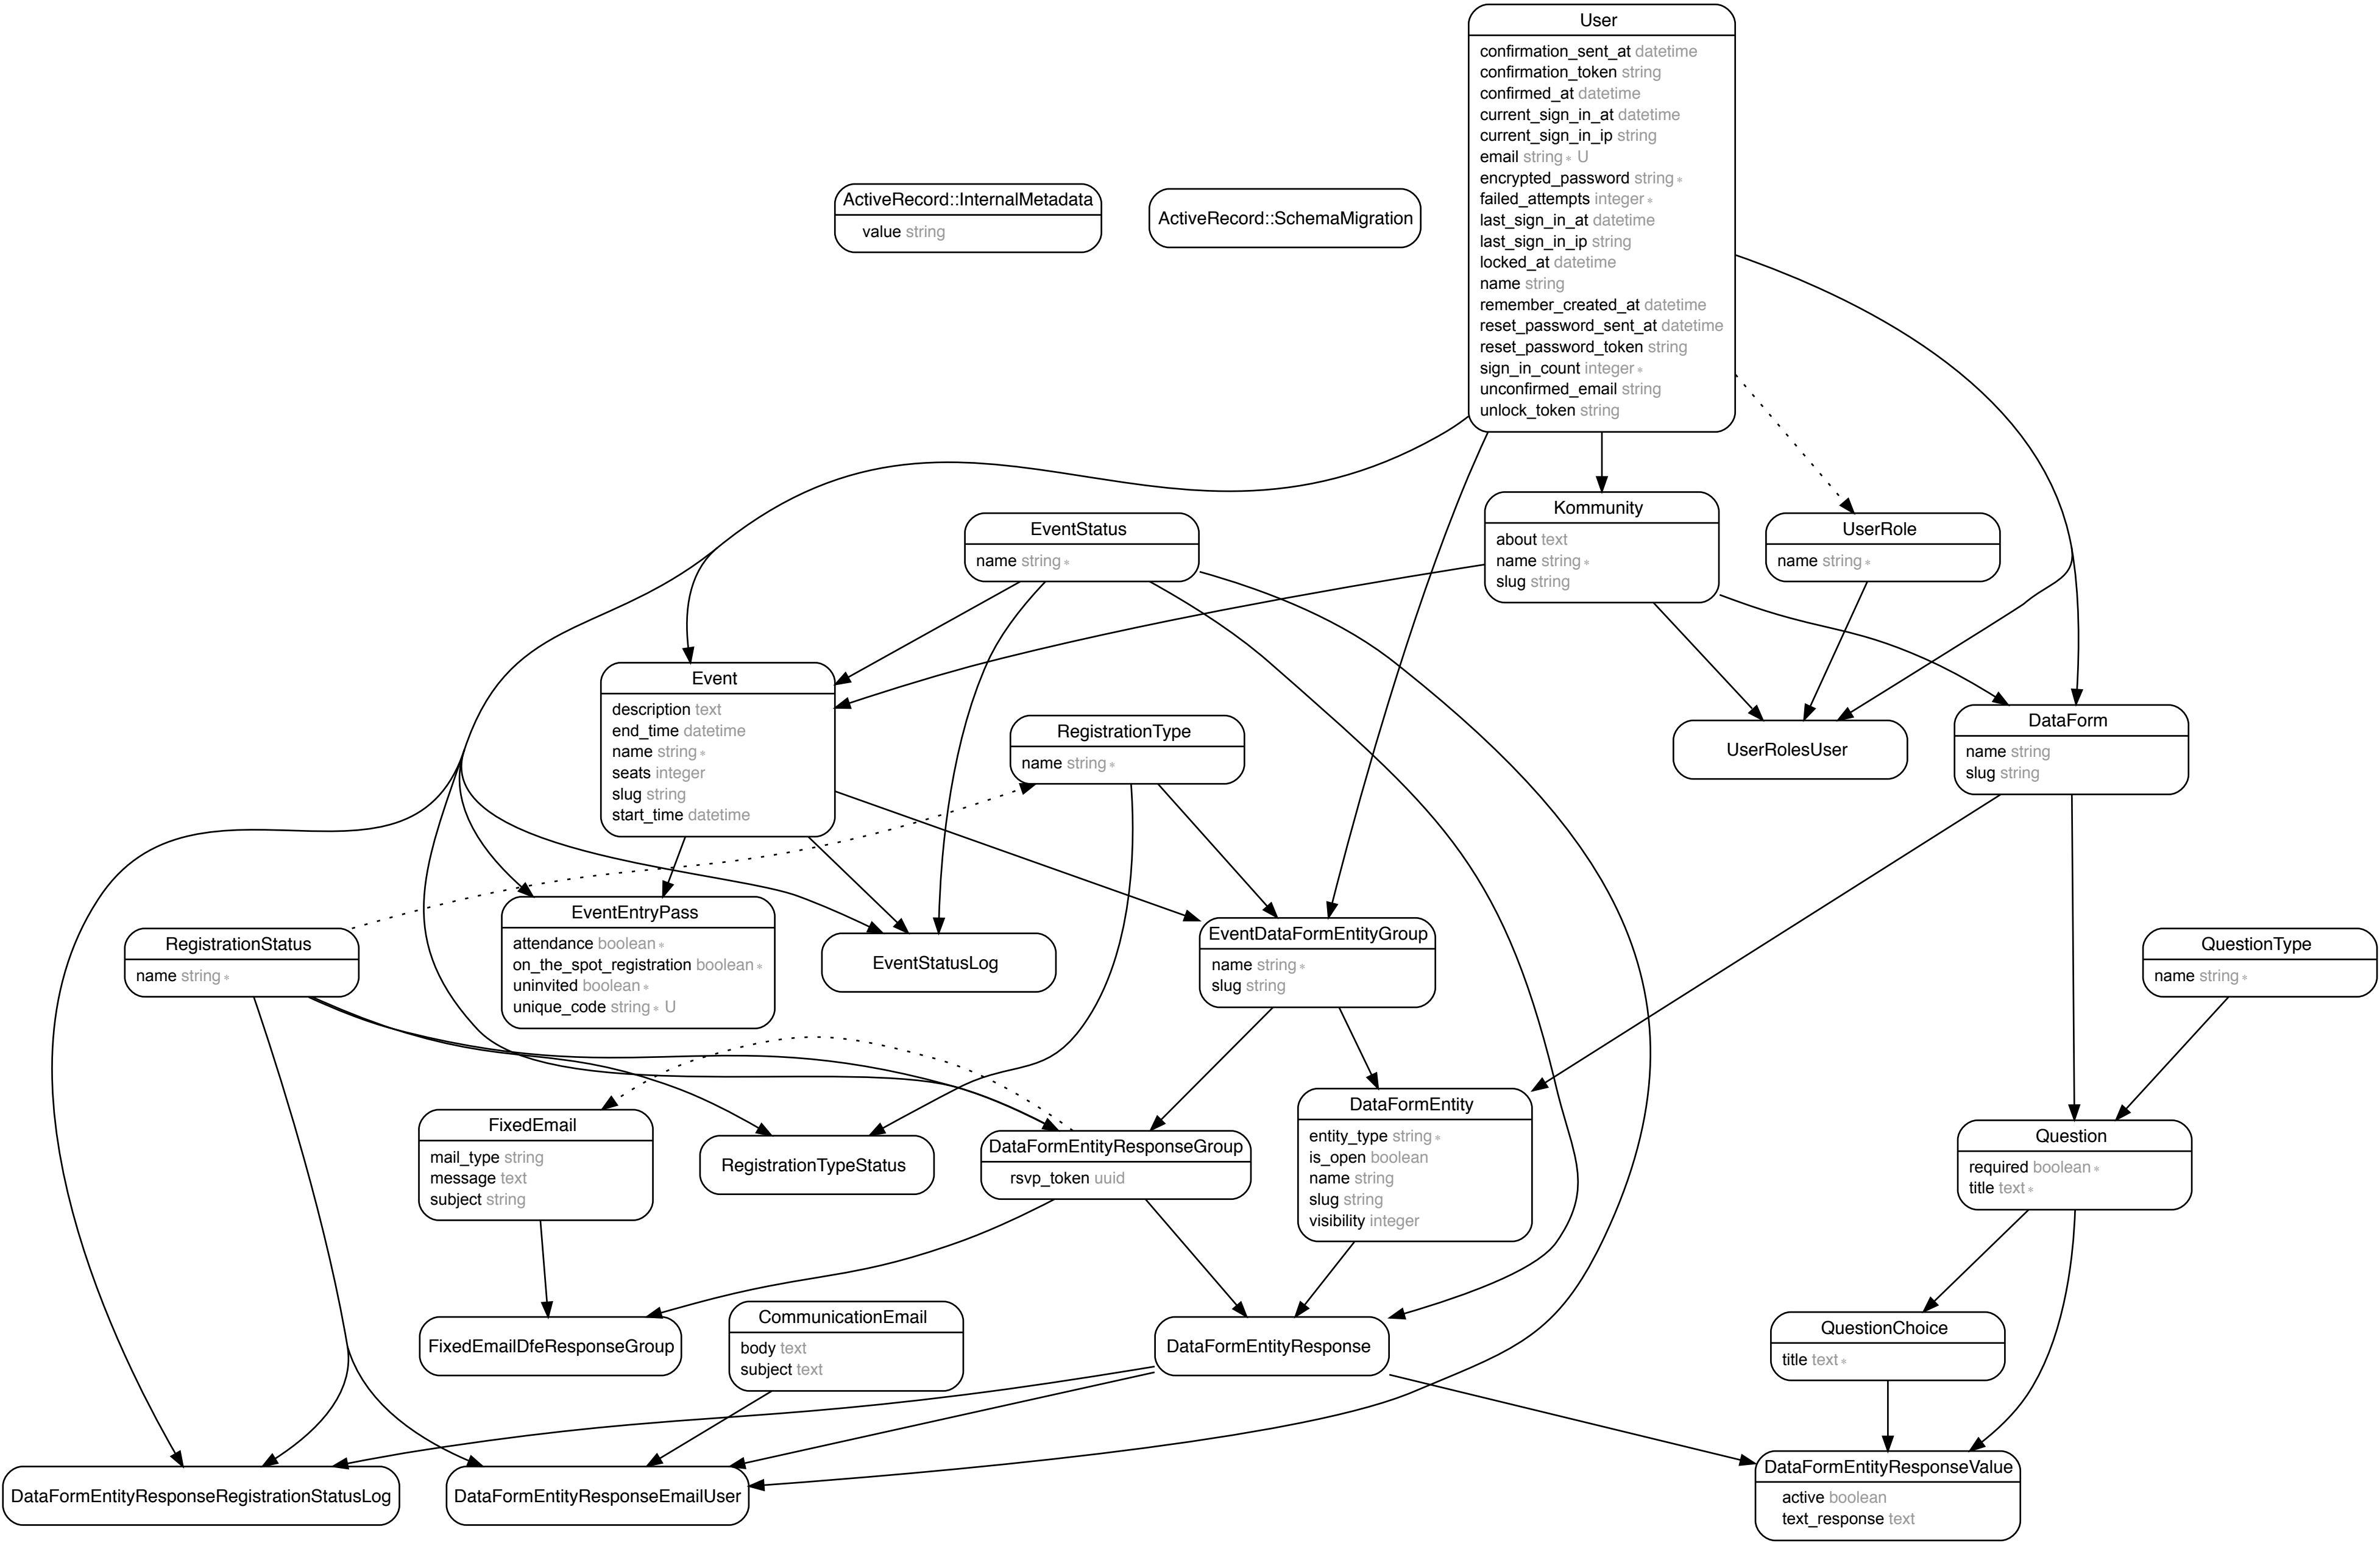 User
confirmation_sent_at datetime
confirmation_token string
confirmed_at datetime
current_sign_in_at datetime
current_sign_in_ip string
email string∗ U
encrypted_password string∗
failed_attempts integer∗
last_sign_in_at datetime
last_sign_in_ip string
locked_at datetime
name string
remember_created_at datetime
reset_password_sent_at datetime
reset_password_token string
sign_in_count integer∗
unconfirmed_email string
unlock_token string
ActiveRecord::InternalMetadata
value string
ActiveRecord::SchemaMigration
EventStatus
name string∗
Kommunity
about text
name string∗
slug string
UserRole
name string∗
Event
description text
end_time datetime
name string∗
seats integer
slug string
start_time datetime
RegistrationType
name string∗
UserRolesUser
DataForm
name string
slug string
RegistrationStatus
name string∗
EventEntryPass
attendance boolean∗
on_the_spot_registration boolean∗
uninvited boolean∗
unique_code string∗ U
EventStatusLog
EventDataFormEntityGroup
name string∗
slug string
QuestionType
name string∗
FixedEmail
mail_type string
message text
subject string
RegistrationTypeStatus
DataFormEntityResponseGroup
rsvp_token uuid
DataFormEntity
entity_type string∗
is_open boolean
name string
slug string
visibility integer
Question
required boolean∗
title text∗
FixedEmailDfeResponseGroup
CommunicationEmail
body text
subject text
DataFormEntityResponse
QuestionChoice
title text∗
DataFormEntityResponseRegistrationStatusLog
DataFormEntityResponseEmailUser
DataFormEntityResponseValue
active boolean
text_response text